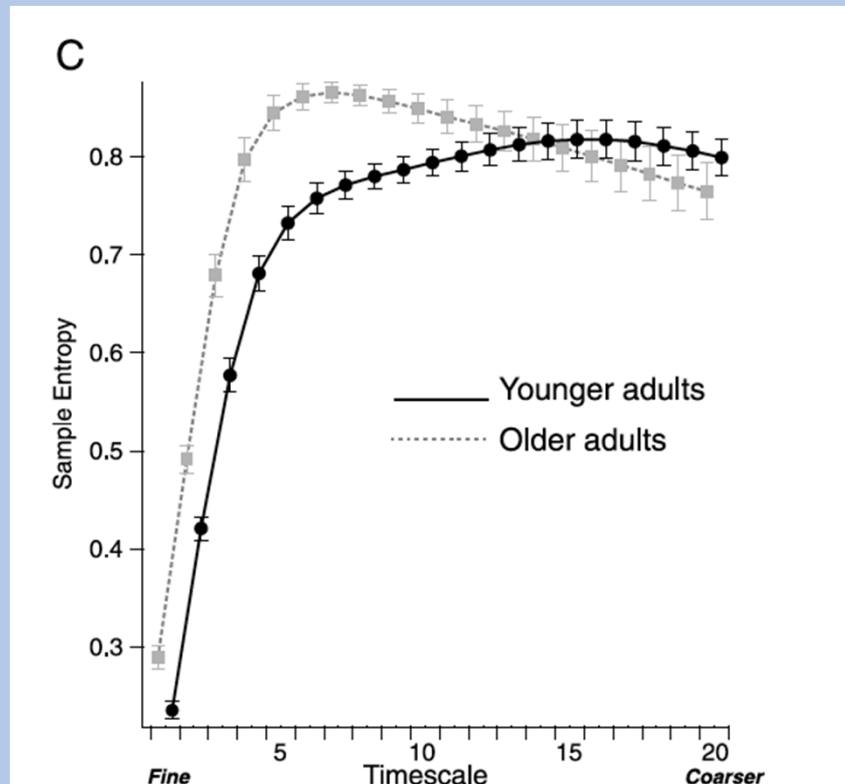 C
0.8
0.7
0.6
0.5
0.4
0.3
Sample Entropy
Younger adults
Older adults
5 10 15 20
Fine Timescale Coarser